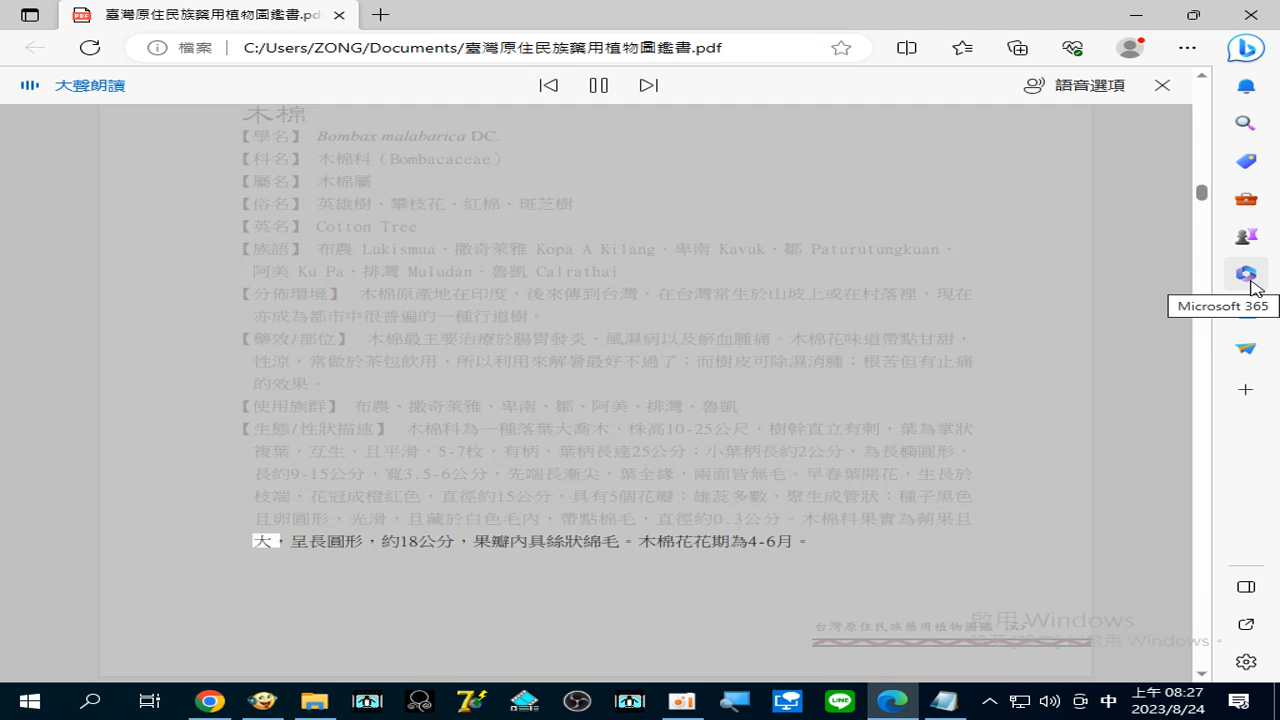 臺灣原住民族藥用植物圖鑑書.pd
檔案
C:/Users/ZONG/Documents/臺灣原住民族藥用植物圖鑑書.pdf
大聲朗讀
語音選項
木棉
【學名】 Bombax malabarica DC.
【科名】 木棉科（Bombacaceae）
【屬名】 木棉屬
【俗名】 英雄樹、攀枝花、紅棉、斑芝樹
【英名】 Cotton Tree
【族語】 布農 Lukismua、撒奇萊雅 Kopa A Kilang、卑南 Kavuk、鄒 Paturutungkuan、
阿美 Ku Pa、排灣 Muludan、魯凱 Calrathai
【分佈環境】 木棉原產地在印度，後來傳到台灣，在台灣常生於山坡上或在村落裡，現在
亦成為都市中很普遍的一種行道樹。
【藥效/部位】 木棉最主要治療於腸胃發炎、風濕病以及瘀血腫痛。木棉花味道帶點甘甜，
性涼，常做於茶包飲用，所以利用來解暑最好不過了；而樹皮可除濕消腫；根苦但有止痛
的效果。
【使用族群】 布農、撒奇萊雅、卑南、鄒、阿美、排灣、魯凱
【生態/性狀描述】 木棉科為一種落葉大喬木，株高10-25公尺，樹幹直立有刺，葉為掌狀
複葉，互生，且平滑，5-7枚，有柄、葉柄長達25公分；小葉柄長約2公分，為長橢圓形，
長約9-15公分，寬3.5-6公分，先端長漸尖，葉全緣，兩面皆無毛。早春葉開花，生長於
枝端，花冠成橙紅色，直徑約15公分，具有5個花瓣；雄蕊多數，聚生成管狀；種子黑色
且卵圓形，光滑，且藏於白色毛內，帶點棉毛，直徑約0.3公分。木棉科果實為蒴果且
大，呈長圓形，約18公分，果瓣內具絲狀綿毛。木棉花花期為4-6月。
Microsoft 365
台灣原住民族藥用植物圖鑑
啟用 Windows
中
上午 08:27
2023/8/24
LINE